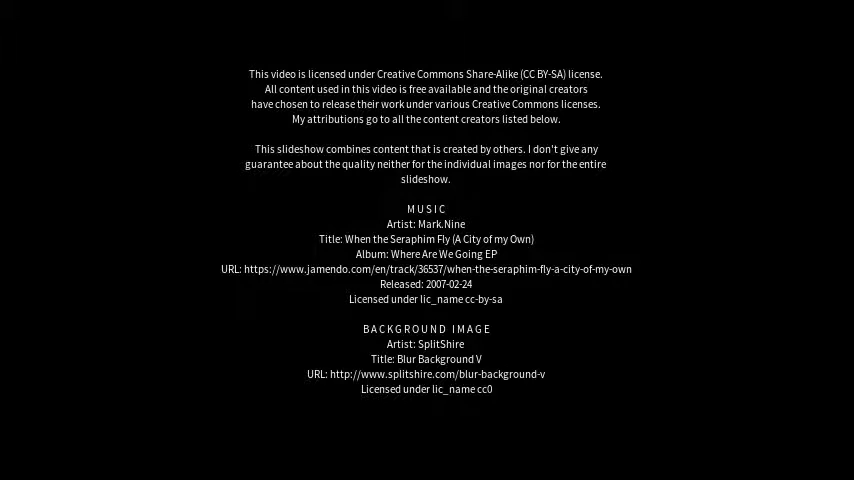 This video is licensed under Creative Commons Share-Alike (CC BY-SA) license.
All content used in this video is free available and the original creators
have chosen to release their work under various Creative Commons licenses.
My attributions go to all the content creators listed below.
This slideshow combines content that is created by others. I don't give any
guarantee about the quality neither for the individual images nor for the entire
slideshow.
MUSIC
Artist: Mark.Nine
Title: When the Seraphim Fly (A City of my Own)
Album: Where Are We Going EP
URL: https://www.jamendo.com/en/track/36537/when-the-seraphim-fly-a-city-of-my-own
Released: 2007-02-24
Licensed under lic_name cc-by-sa
BACKGROUND IMAGE
Artist: SplitShire
Title: Blur Background V
URL: http://www.splitshire.com/blur-background-v
Licensed under lic_name cc0